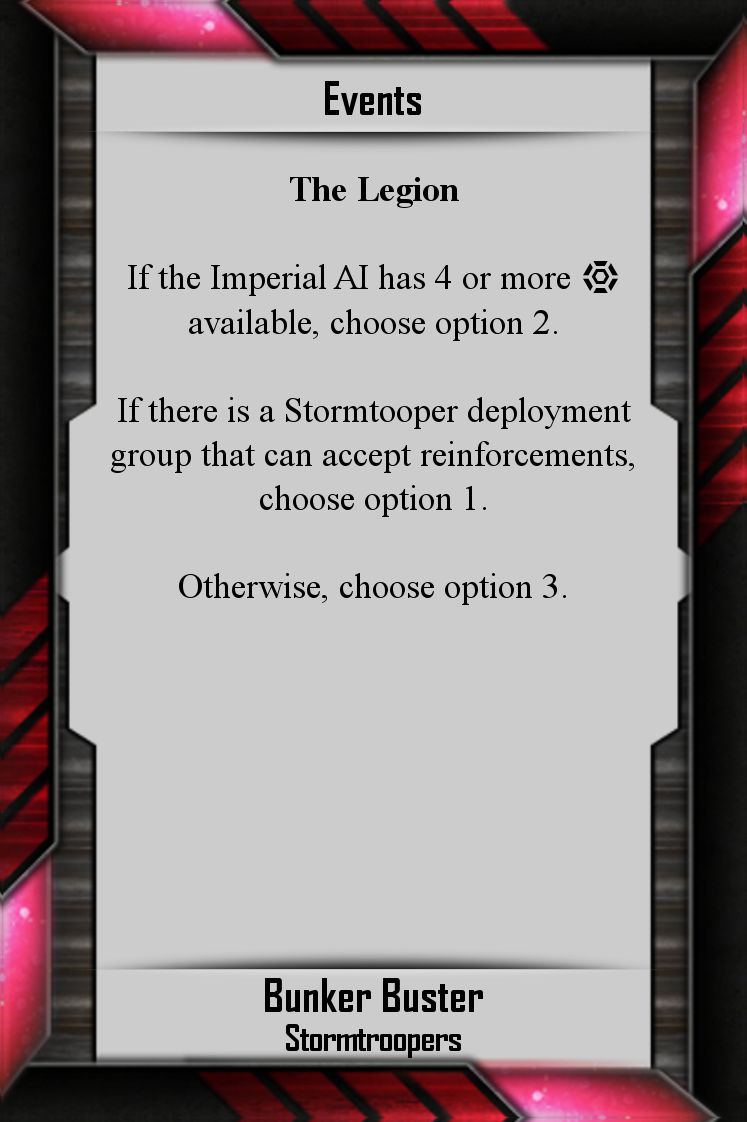 Events
The Legion
If the Imperial AI has 4 or more
available, choose option 2.
If there is a Stormtooper deployment
group that can accept reinforcements,
choose option 1.
Otherwise, choose option 3.
Bunker Buster
Stormtroopers